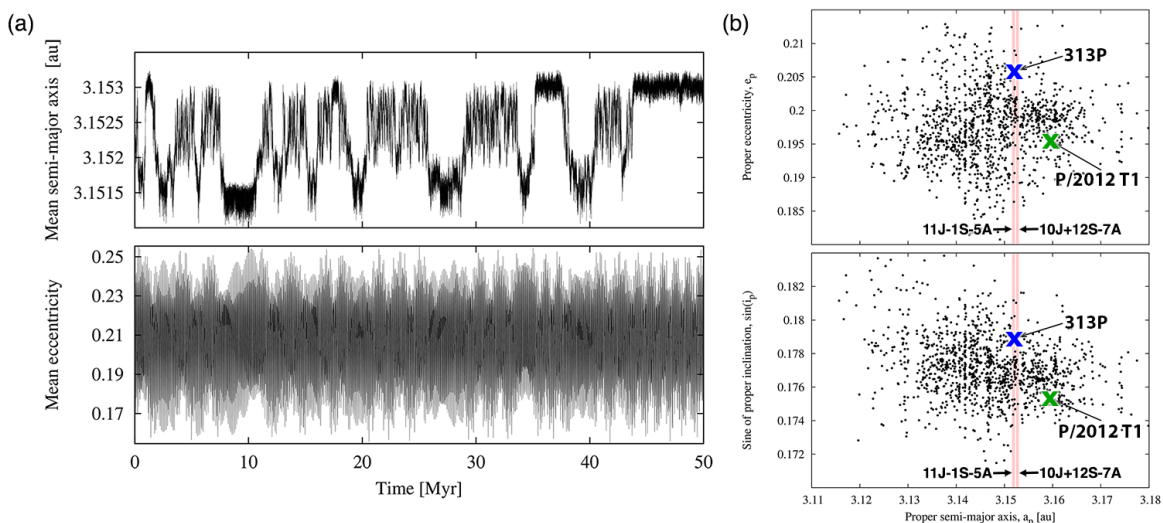 (a)
Mean semi-major axis [au]
3.153
3.1525
3.152
3.1515
Mean eccentricity
0.25
0.23
0.21
0.19
0.17
0 10 20 30 40 50
Time [Myr]
(b)
Proper eccentricity, e_p
0.21
0.205
0.2
0.195
0.19
0.185
313P
P/2012 T1
11J-1S-5A 10J+12S-7A
Sine of proper inclination, sin(i_p)
0.182
0.18
0.178
0.176
0.174
0.172
313P
P/2012 T1
11J-1S-5A 10J+12S-7A
3.11 3.12 3.13 3.14 3.15 3.16 3.17 3.18
Proper semi-major axis, a_p [au]